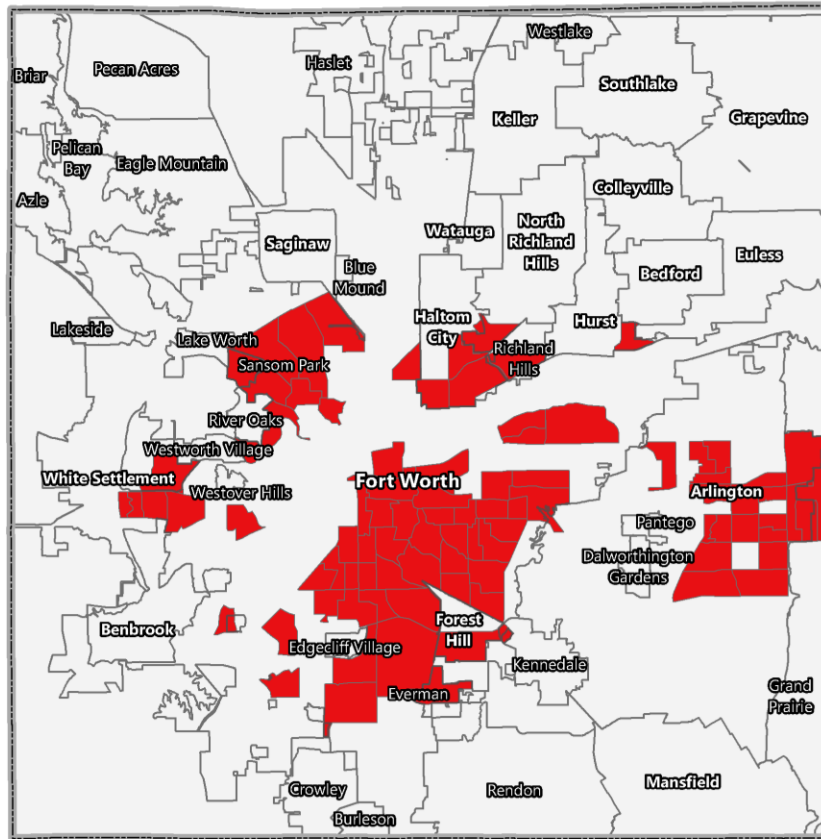 Westlake
Briar
Pecan Acres
Haslet
Southlake
Keller
Grapevine
Pelican
Bay
Eagle Mountain
Colleyville
Azle
North
Richland
Hills
Watauga
Saginaw
Euless
Blue
Mound
Bedford
Haltom
City
Hurst
Lakeside
Lake Worth
Richland
Hills
Sansom Park
River Oaks
Westworth Village
White Settlement
Westover Hills
Fort Worth
Arlington
Pantego
Dalworthington
Gardens
Benbrook
Forest
Hill
Edgecliff Village
Kennedale
Everman
Grand
Prairie
Crowley
Rendon
Mansfield
Burleson